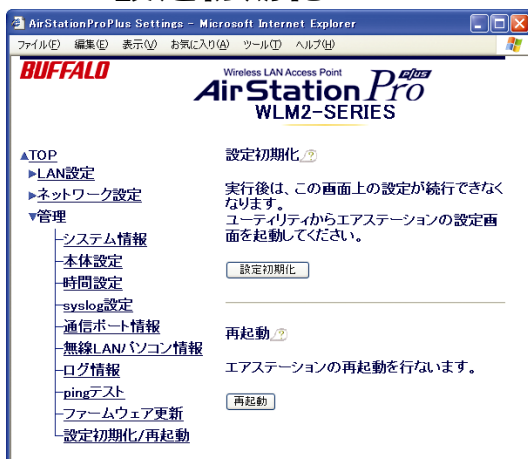 AirStationProPlus Settings - Microsoft Internet Explorer
ファイル(F) 編集(E) 表示(V) お気に入り(A) ツール(T) ヘルプ(H)
BUFFALO
Wireless LAN Access Point
AirStation Pro plus
WLM2-SERIES
▲TOP
▶LAN設定
▶ネットワーク設定
▼管理
システム情報
本体設定
時間設定
syslog設定
通信ポート情報
無線LANパソコン情報
ログ情報
pingテスト
ファームウェア更新
設定初期化/再起動
設定初期化 ?
実行後は、この画面上の設定が続行できなく
なります。
ユーティリティからエアステーションの設定画
面を起動してください。
設定初期化
再起動 ?
エアステーションの再起動を行ないます。
再起動